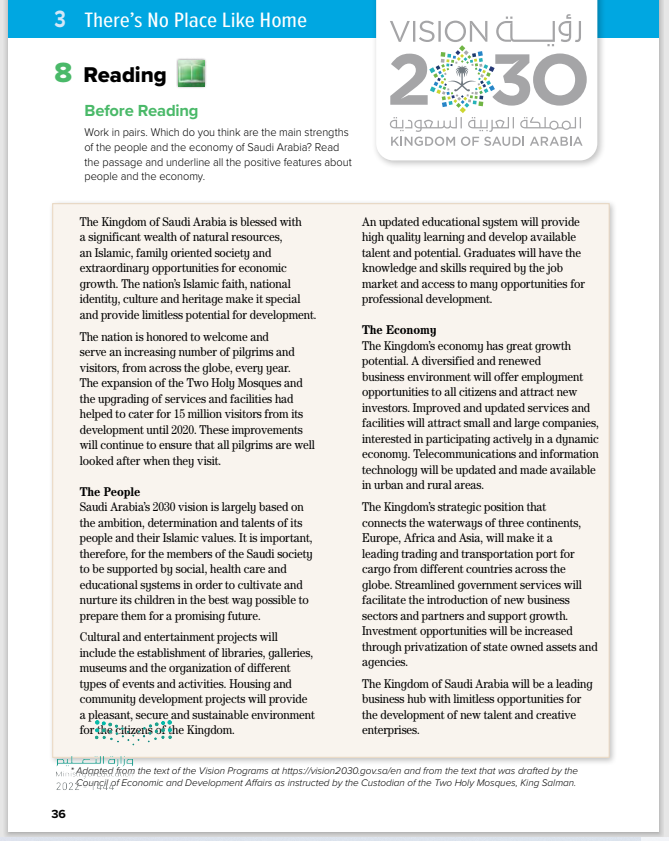 3 There's No Place Like Home
VISION رؤيــة
2030
المملكة العربية السعودية
KINGDOM OF SAUDI ARABIA
8 Reading
Before Reading
Work in pairs. Which do you think are the main strengths
of the people and the economy of Saudi Arabia? Read
the passage and underline all the positive features about
people and the economy.
The Kingdom of Saudi Arabia is blessed with
a significant wealth of natural resources,
an Islamic, family oriented society and
extraordinary opportunities for economic
growth. The nation's Islamic faith, national
identity, culture and heritage make it special
and provide limitless potential for development.
The nation is honored to welcome and
serve an increasing number of pilgrims and
visitors, from across the globe, every year.
The expansion of the Two Holy Mosques and
the upgrading of services and facilities had
helped to cater for 15 million visitors from its
development until 2020. These improvements
will continue to ensure that all pilgrims are well
looked after when they visit.
The People
Saudi Arabia's 2030 vision is largely based on
the ambition, determination and talents of its
people and their Islamic values. It is important,
therefore, for the members of the Saudi society
to be supported by social, health care and
educational systems in order to cultivate and
nurture its children in the best way possible to
prepare them for a promising future.
Cultural and entertainment projects will
include the establishment of libraries, galleries,
museums and the organization of different
types of events and activities. Housing and
community development projects will provide
a pleasant, secure and sustainable environment
for the citizens of the Kingdom.
An updated educational system will provide
high quality learning and develop available
talent and potential. Graduates will have the
knowledge and skills required by the job
market and access to many opportunities for
professional development.
The Economy
The Kingdom's economy has great growth
potential. A diversified and renewed
business environment will offer employment
opportunities to all citizens and attract new
investors. Improved and updated services and
facilities will attract small and large companies,
interested in participating actively in a dynamic
economy. Telecommunications and information
technology will be updated and made available
in urban and rural areas.
The Kingdom's strategic position that
connects the waterways of three continents,
Europe, Africa and Asia, will make it a
leading trading and transportation port for
cargo from different countries across the
globe. Streamlined government services will
facilitate the introduction of new business
sectors and partners and support growth.
Investment opportunities will be increased
through privatization of state owned assets and
agencies.
The Kingdom of Saudi Arabia will be a leading
business hub with limitless opportunities for
the development of new talent and creative
enterprises.
وزارة التعـــليم
* Adapted from the text of the Vision Programs at https://vision2030.gov.sa/en and from the text that was drafted by the
Council of Economic and Development Affairs as instructed by the Custodian of the Two Holy Mosques, King Salman.
2022 - 1444
36